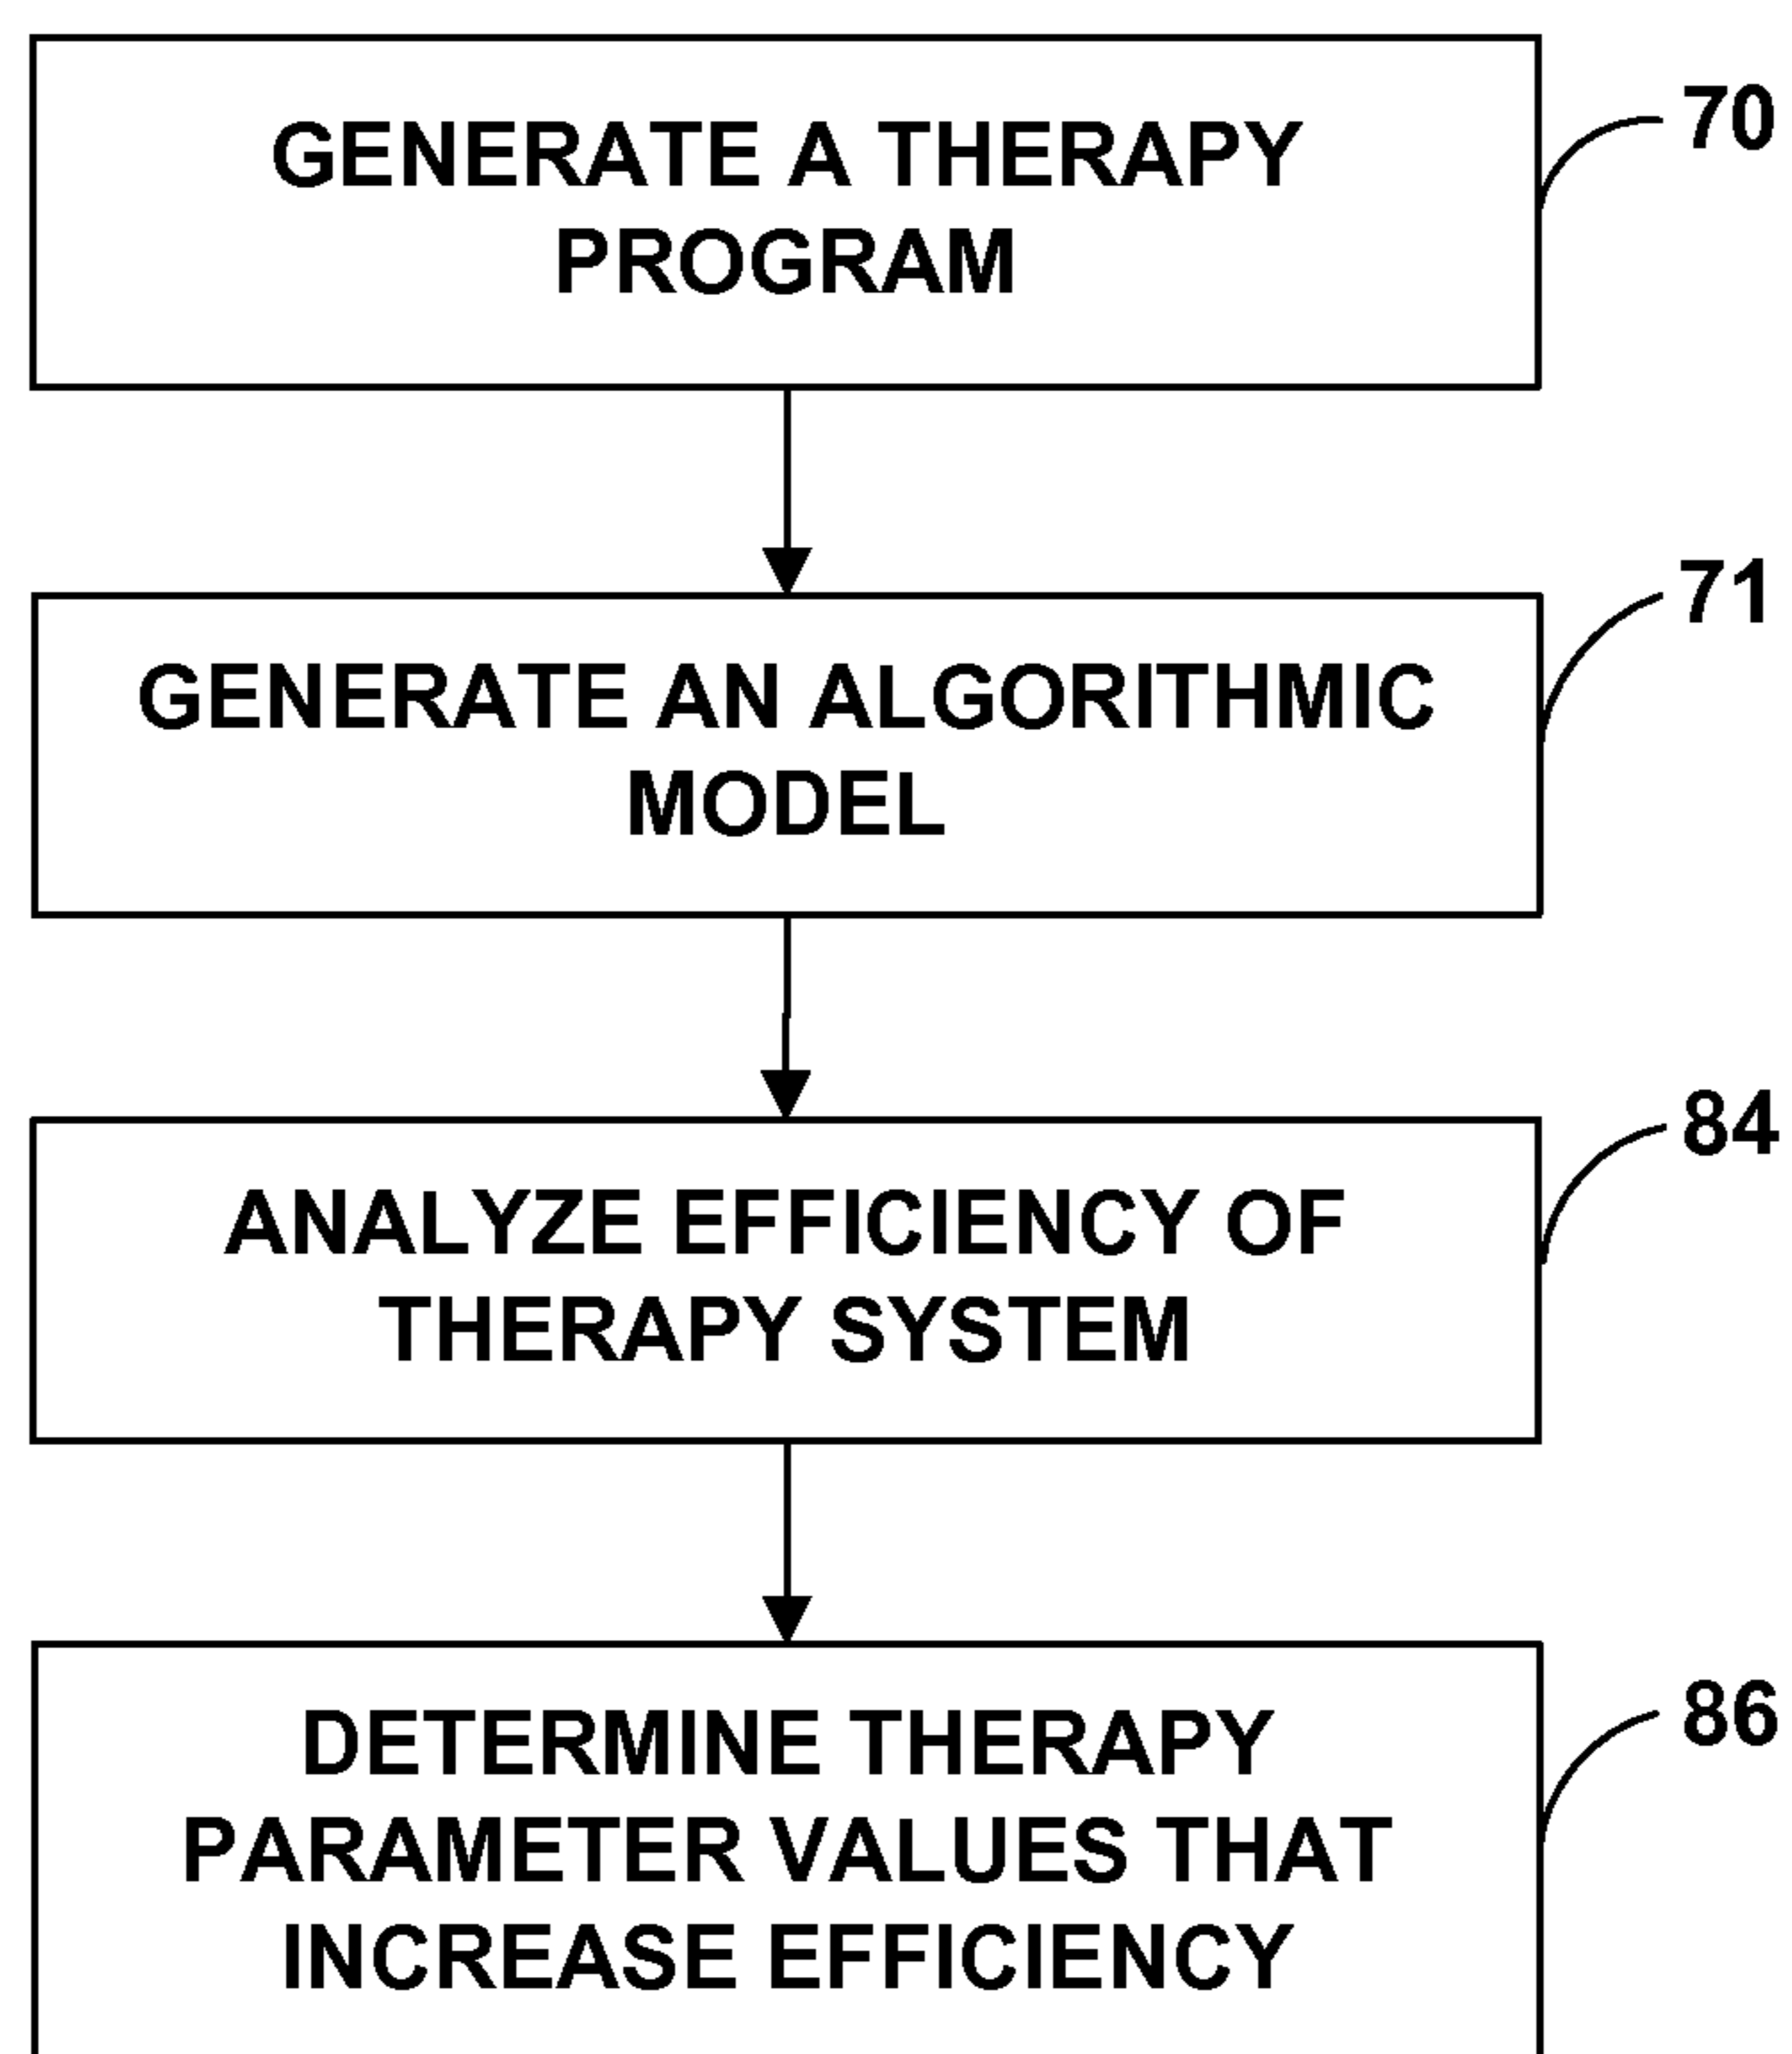 GENERATE A THERAPY
PROGRAM
70
GENERATE AN ALGORITHMIC
MODEL
71
ANALYZE EFFICIENCY OF
THERAPY SYSTEM
84
DETERMINE THERAPY
PARAMETER VALUES THAT
INCREASE EFFICIENCY
86